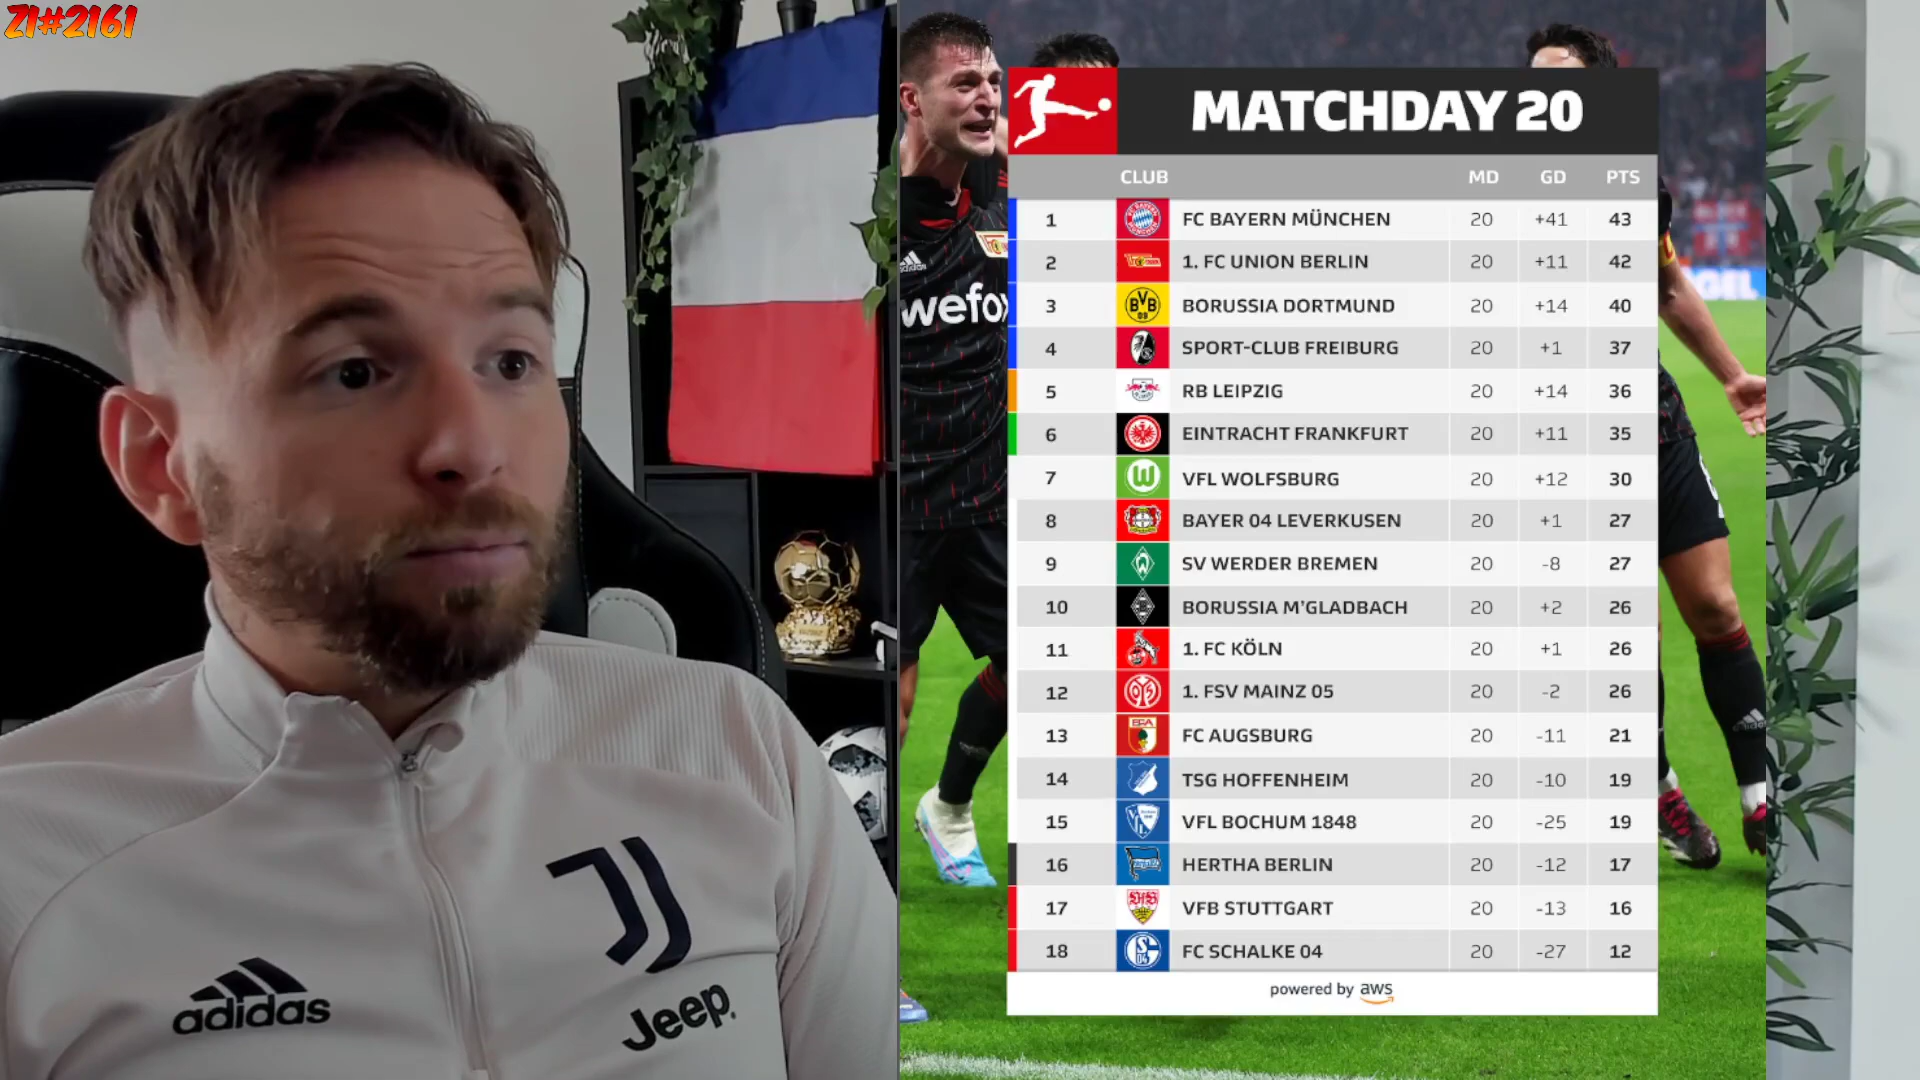 Z1#2161
MATCHDAY 20
CLUB MD GD PTS
1 FC BAYERN MÜNCHEN 20 +41 43
2 1. FC UNION BERLIN 20 +11 42
3 BORUSSIA DORTMUND 20 +14 40
4 SPORT-CLUB FREIBURG 20 +1 37
5 RB LEIPZIG 20 +14 36
6 EINTRACHT FRANKFURT 20 +11 35
7 VFL WOLFSBURG 20 +12 30
8 BAYER 04 LEVERKUSEN 20 +1 27
9 SV WERDER BREMEN 20 -8 27
10 BORUSSIA M'GLADBACH 20 +2 26
11 1. FC KÖLN 20 +1 26
12 1. FSV MAINZ 05 20 -2 26
13 FC AUGSBURG 20 -11 21
14 TSG HOFFENHEIM 20 -10 19
15 VFL BOCHUM 1848 20 -25 19
16 HERTHA BERLIN 20 -12 17
17 VFB STUTTGART 20 -13 16
18 FC SCHALKE 04 20 -27 12
powered by aws
adidas
wefox
adidas
Jeep
adidas